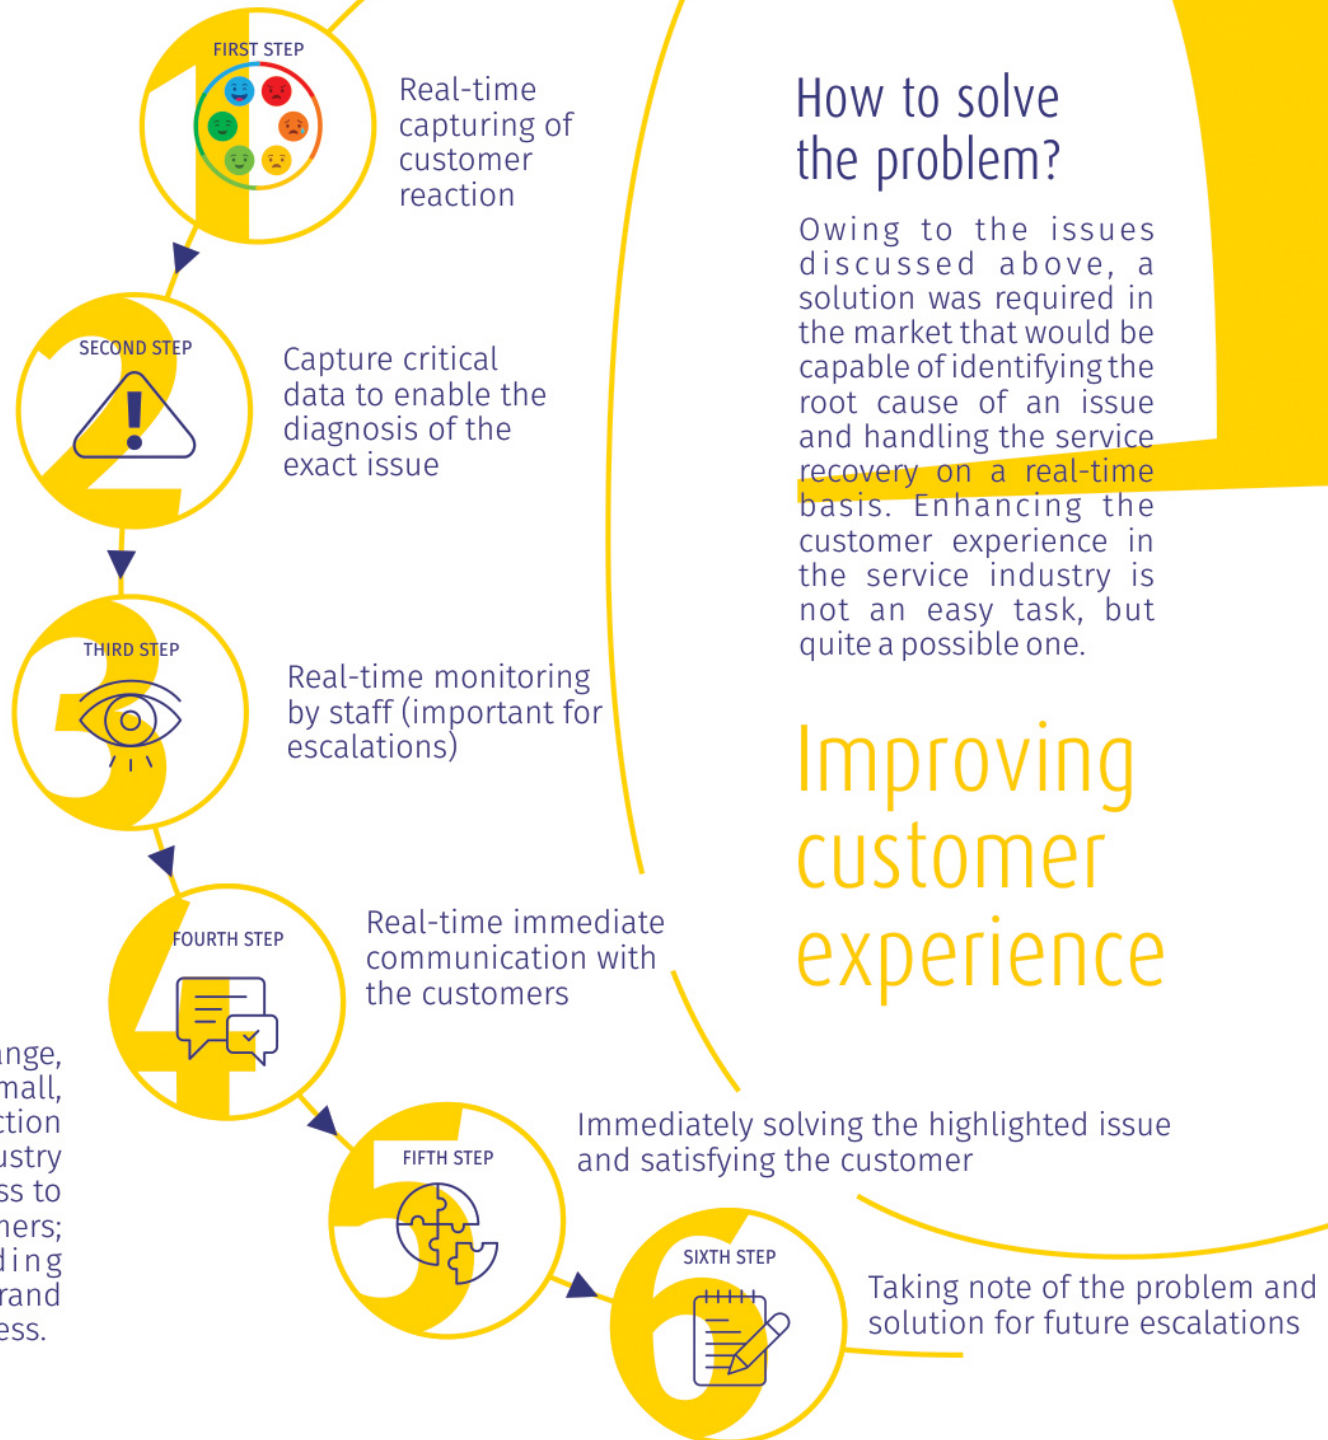 FIRST STEP
Real-time
capturing of
customer
reaction
SECOND STEP
Capture critical
data to enable the
diagnosis of the
exact issue
THIRD STEP
Real-time monitoring
by staff (important for
escalations)
FOURTH STEP
Real-time immediate
communication with
the customers
FIFTH STEP
Immediately solving the highlighted issue
and satisfying the customer
SIXTH STEP
Taking note of the problem and
solution for future escalations
How to solve
the problem?
Owing to the issues
discussed above, a
solution was required in
the market that would be
capable of identifying the
root cause of an issue
and handling the service
recovery on a real-time
basis. Enhancing the
customer experience in
the service industry is
not an easy task, but
quite a possible one.
Improving
customer
experience
to